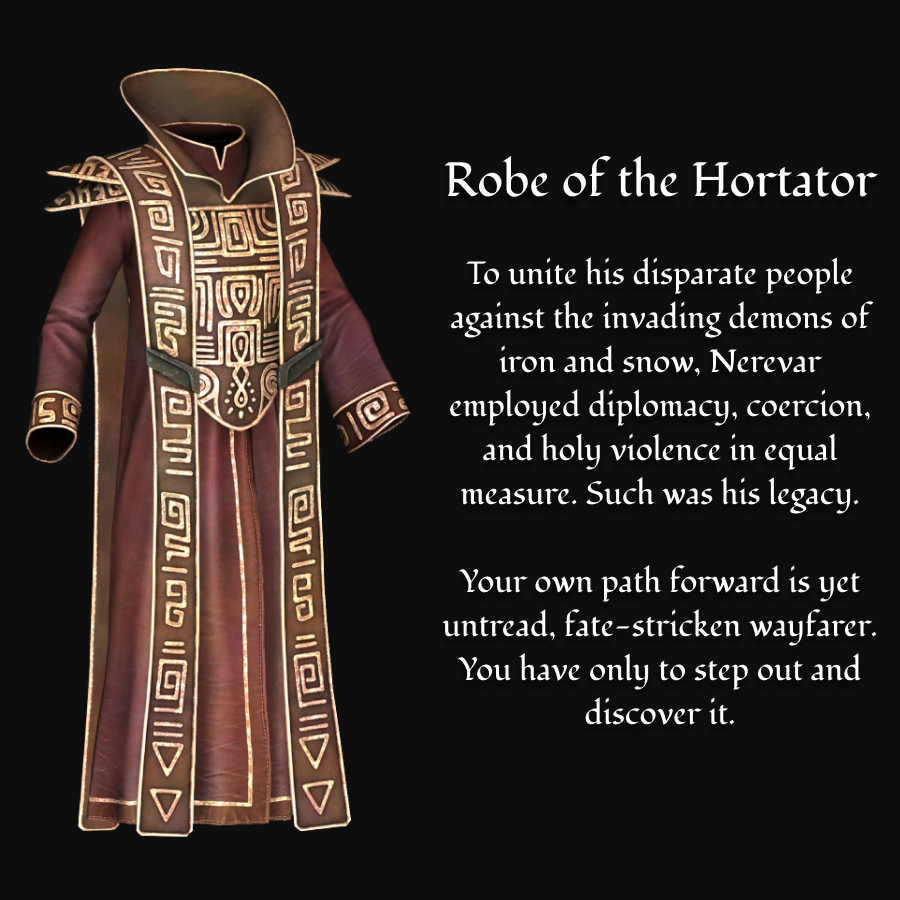 Robe of the Hortator
To unite his disparate people
against the invading demons of
iron and snow, Nerevar
employed diplomacy, coercion,
and holy violence in equal
measure. Such was his legacy.
Your own path forward is yet
untread, fate-stricken wayfarer.
You have only to step out and
discover it.